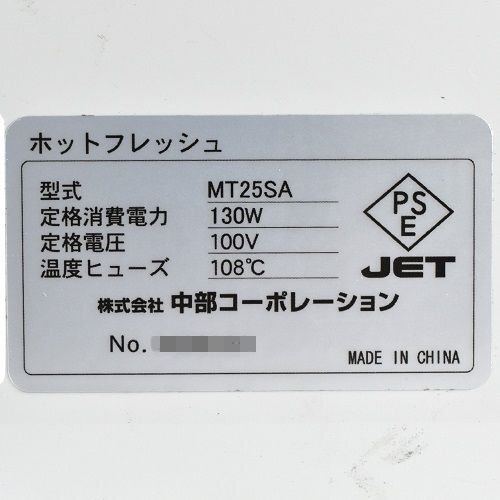 ホットフレッシュ
型式 MT25SA
定格消費電力 130W
定格電圧 100V
温度ヒューズ 108℃
PSE
JET
株式会社 中部コーポレーション
No.
MADE IN CHINA